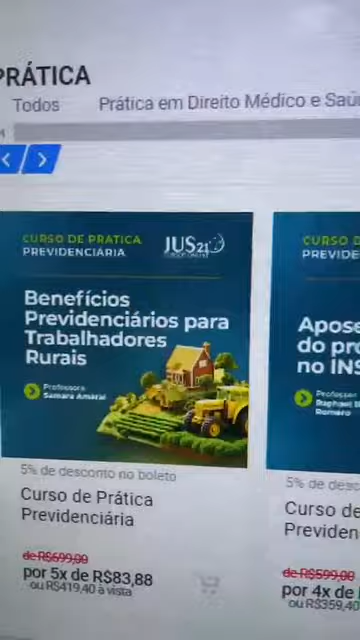 PRÁTICA
Todos Prática em Direito Médico e Saú
CURSO DE PRÁTICA
PREVIDENCIÁRIA
JUS21
Benefícios
Previdenciários para
Trabalhadores
Rurais
Professora
Samara Amaral
5% de desconto no boleto
Curso de Prática
Previdenciária
de R$699,00
por 5x de R$83,88
ou R$419,40 à vista
CURSO D
PREVIDE
Apose
do pro
no INS
Professor
Raphael
Romero
5% de desc
Curso de
Previden
de R$599,00
por 4x de
ou R$359,40